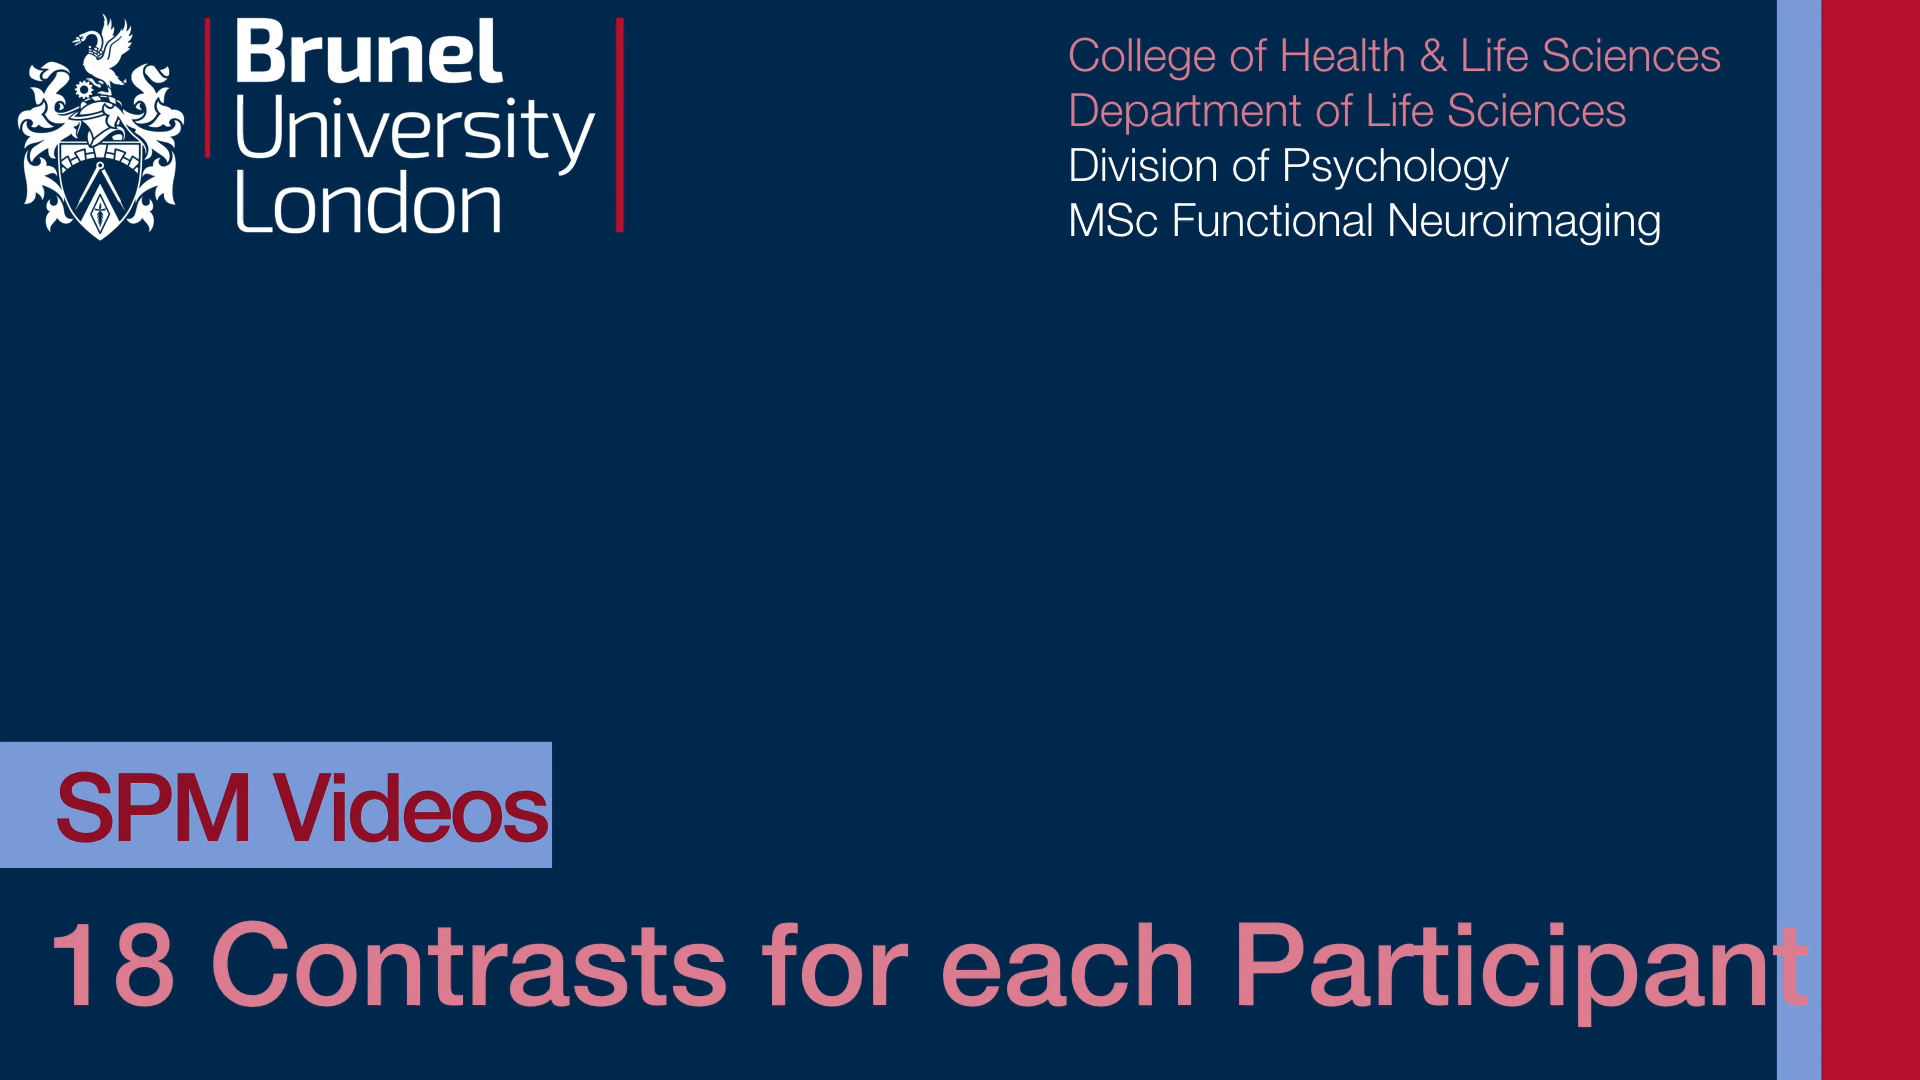 Brunel
University
London
College of Health & Life Sciences
Department of Life Sciences
Division of Psychology
MSc Functional Neuroimaging
SPM Videos
18 Contrasts for each Participant